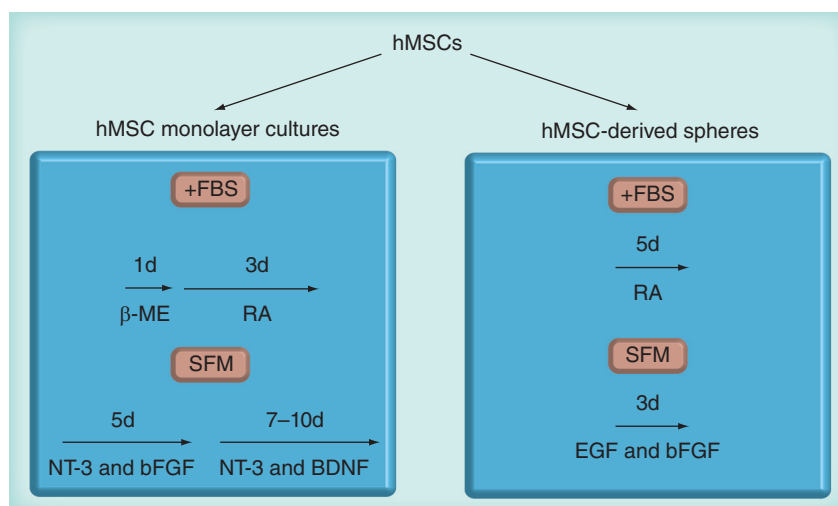 hMSCs
hMSC monolayer cultures
+FBS
1d
3d
β-ME
RA
SFM
5d
7–10d
NT-3 and bFGF
NT-3 and BDNF
hMSC-derived spheres
+FBS
5d
RA
SFM
3d
EGF and bFGF